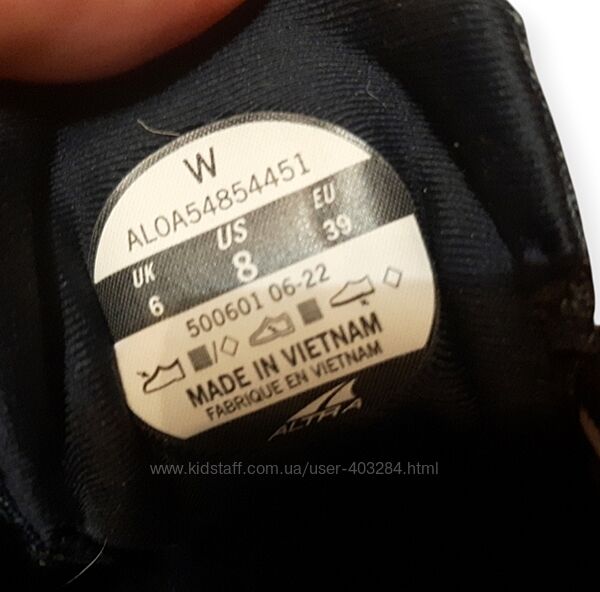 W
AL0A54854451
UK US EU
6 8 39
500601 06-22
MADE IN VIETNAM
FABRIQUE EN VIETNAM
ALTRA
www.kidstaff.com.ua/user-403284.html